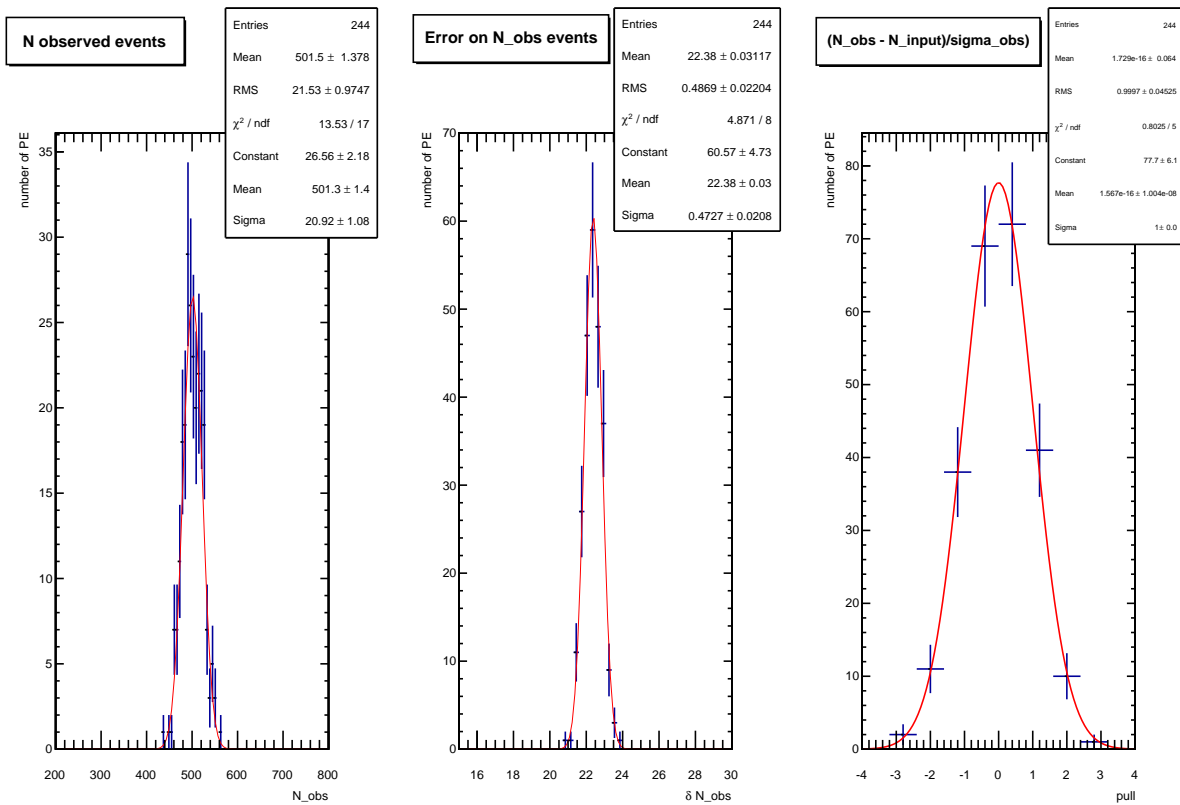 N observed events
Entries 244
Mean 501.5 ± 1.378
RMS 21.53 ± 0.9747
χ² / ndf 13.53 / 17
Constant 26.56 ± 2.18
Mean 501.3 ± 1.4
Sigma 20.92 ± 1.08
number of PE
35
30
25
20
15
10
5
0
200 300 400 500 600 700 800
N_obs
Error on N_obs events
Entries 244
Mean 22.38 ± 0.03117
RMS 0.4869 ± 0.02204
χ² / ndf 4.871 / 8
Constant 60.57 ± 4.73
Mean 22.38 ± 0.03
Sigma 0.4727 ± 0.0208
number of PE
70
60
50
40
30
20
10
0
16 18 20 22 24 26 28 30
δ N_obs
(N_obs - N_input)/sigma_obs)
Entries 244
Mean 1.729e-16 ± 0.064
RMS 0.9997 ± 0.04525
χ² / ndf 0.8025 / 5
Constant 77.7 ± 6.1
Mean 1.567e-16 ± 1.004e-08
Sigma 1 ± 0.0
number of PE
80
70
60
50
40
30
20
10
0
-4 -3 -2 -1 0 1 2 3 4
pull